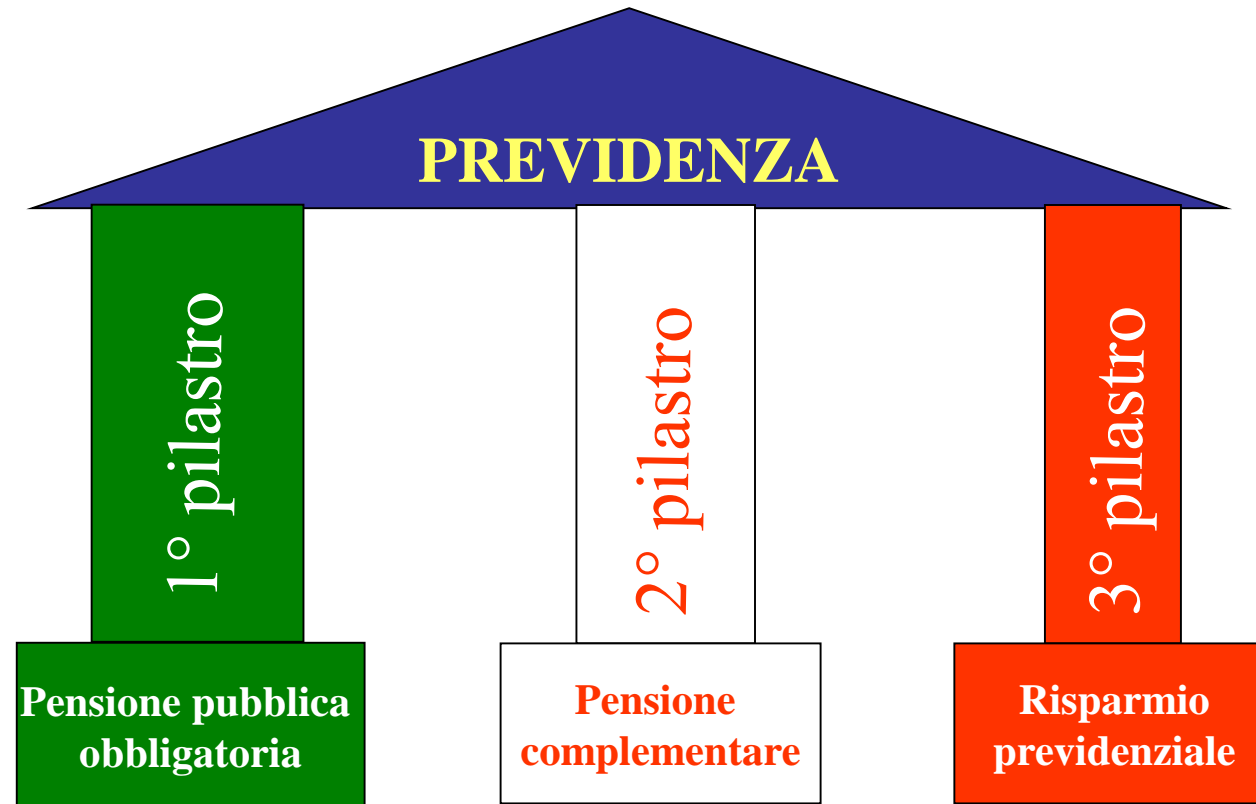 PREVIDENZA
1° pilastro
2° pilastro
3° pilastro
Pensione pubblica
obbligatoria
Pensione
complementare
Risparmio
previdenziale